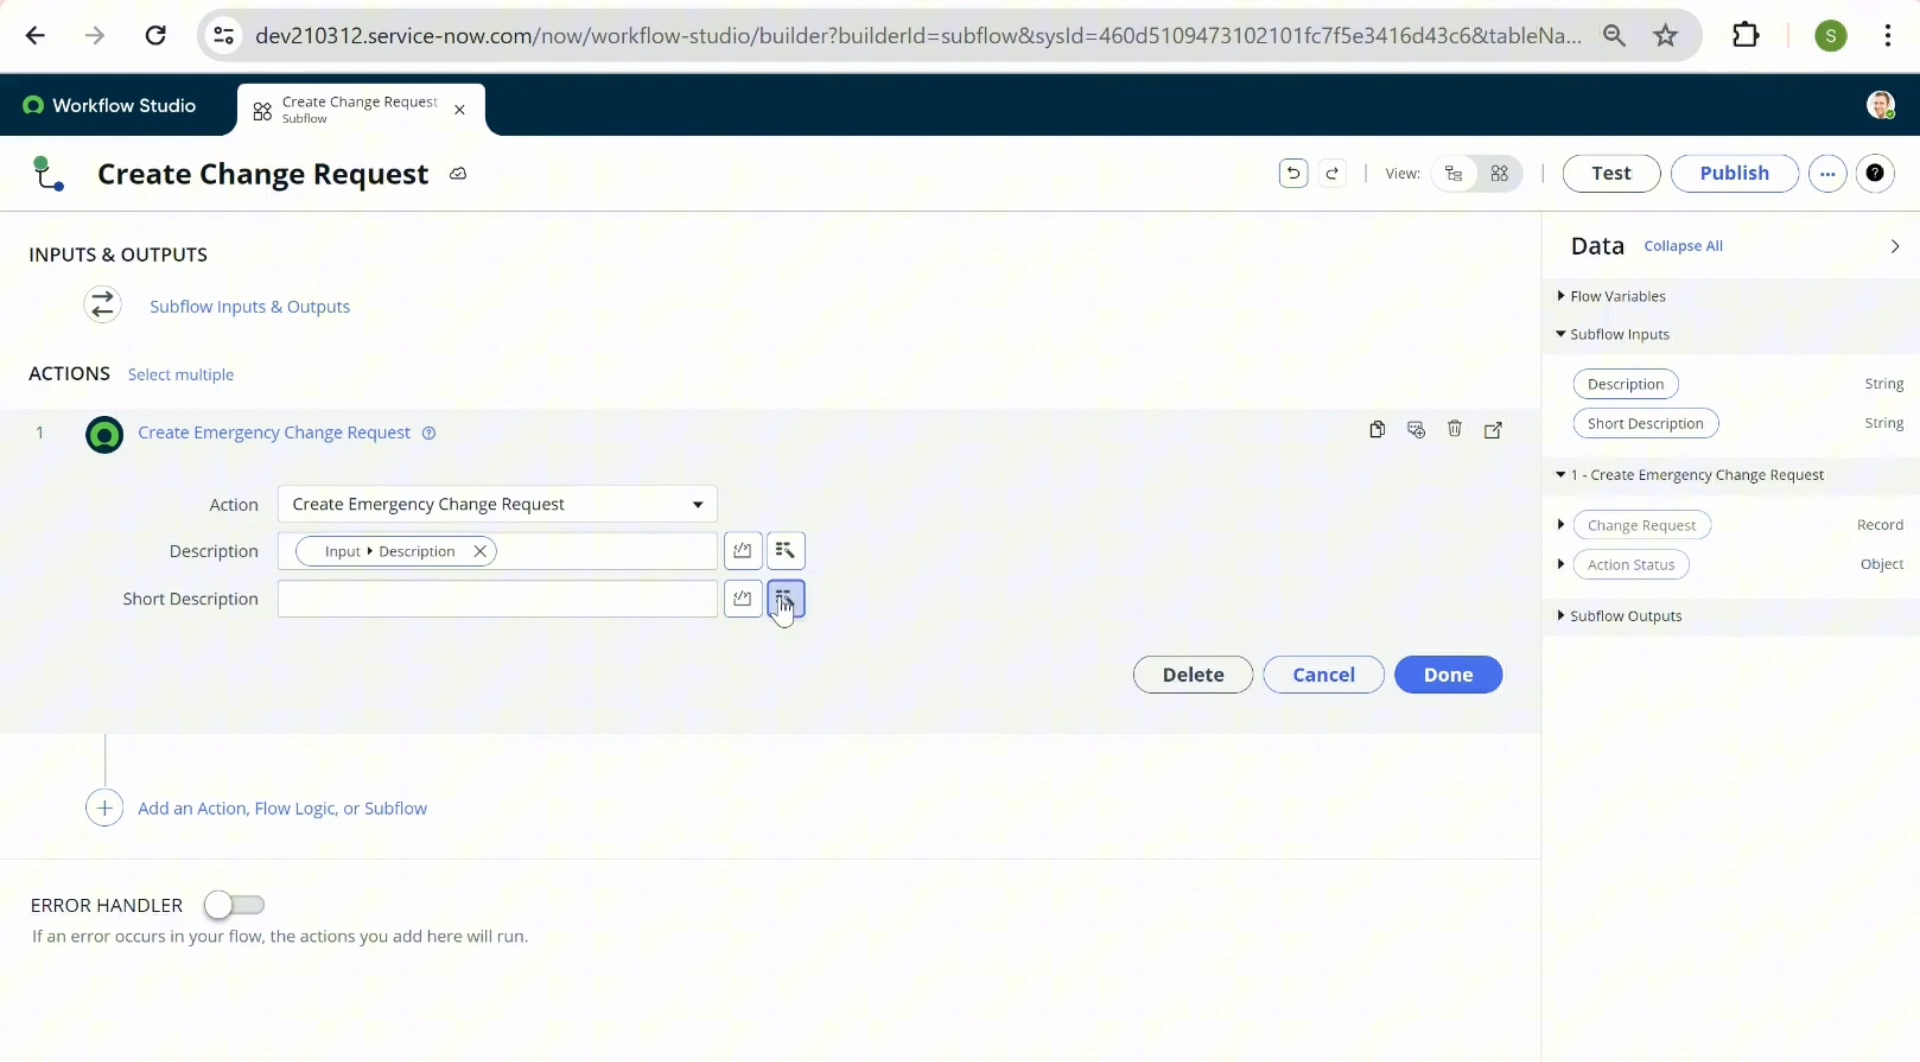 dev210312.service-now.com/now/workflow-studio/builder?builderId=subflow&sysId=460d5109473102101fc7f5e3416d43c6&tableNa...
S
Workflow Studio
Create Change Request
Subflow
Create Change Request
View:
Test
Publish
INPUTS & OUTPUTS
Subflow Inputs & Outputs
ACTIONS Select multiple
1 Create Emergency Change Request
Action Create Emergency Change Request
Description Input Description
Short Description
Delete Cancel Done
Add an Action, Flow Logic, or Subflow
ERROR HANDLER
If an error occurs in your flow, the actions you add here will run.
Data Collapse All
Flow Variables
Subflow Inputs
Description String
Short Description String
1 - Create Emergency Change Request
Change Request Record
Action Status Object
Subflow Outputs